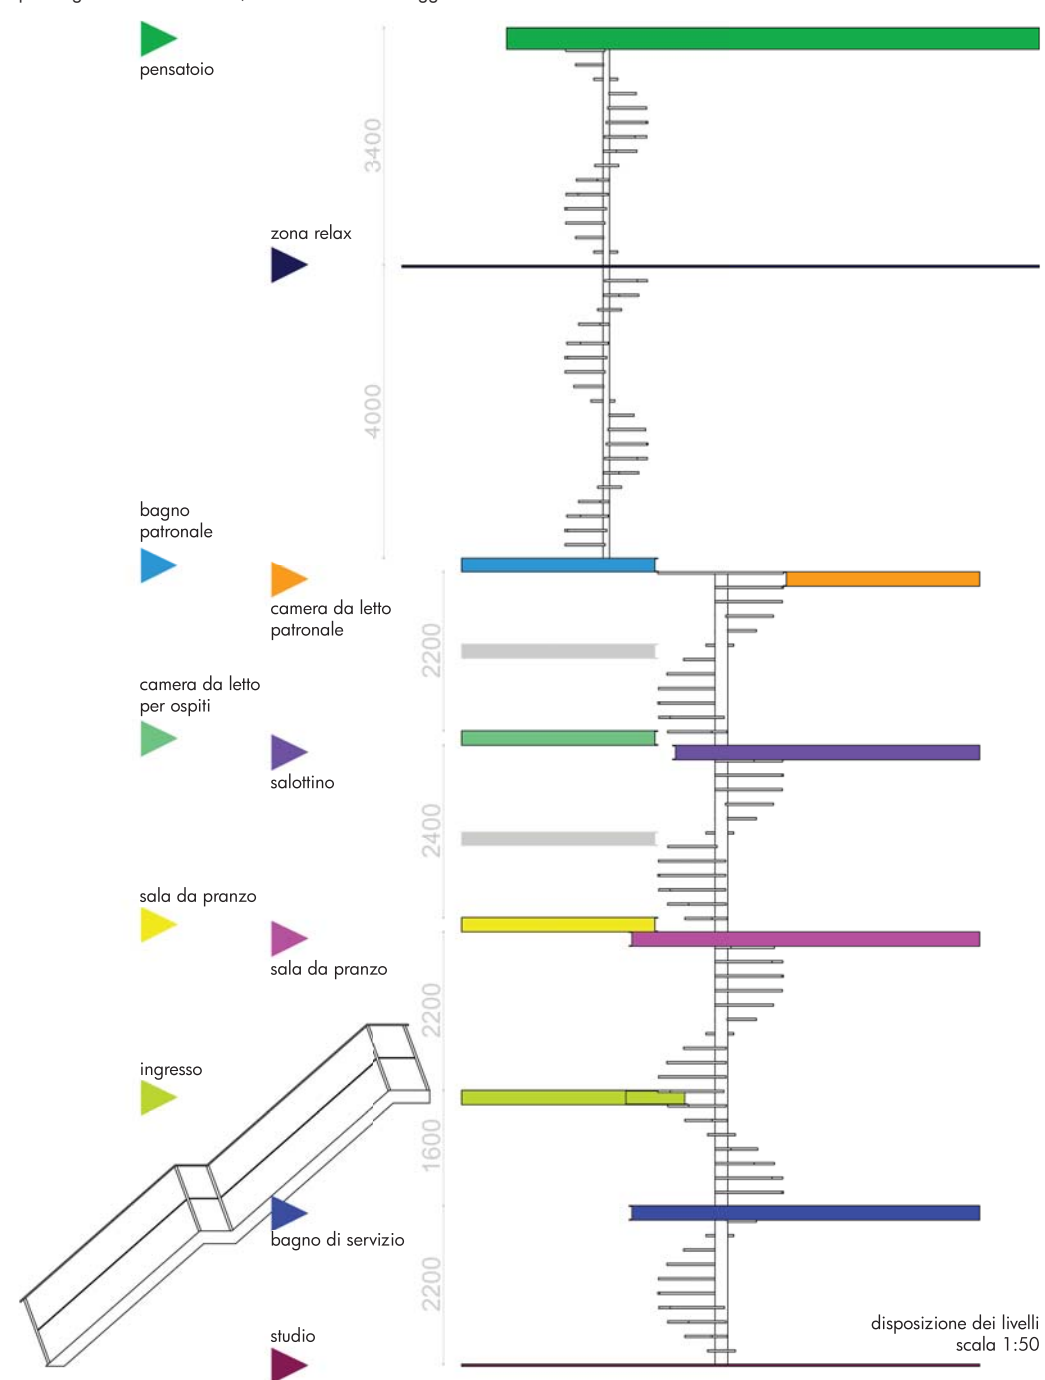 pensatoio
3400
zona relax
4000
bagno
patronale
camera da letto
patronale
2200
camera da letto
per ospiti
salottino
2400
sala da pranzo
sala da pranzo
2200
ingresso
1600
bagno di servizio
2200
studio
disposizione dei livelli
scala 1:50